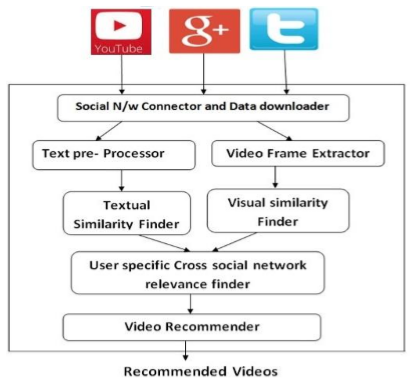 YouTube
g+
Social N/w Connector and Data downloader
Text pre- Processor
Video Frame Extractor
Textual
Similarity Finder
Visual similarity
Finder
User specific Cross social network
relevance finder
Video Recommender
Recommended Videos